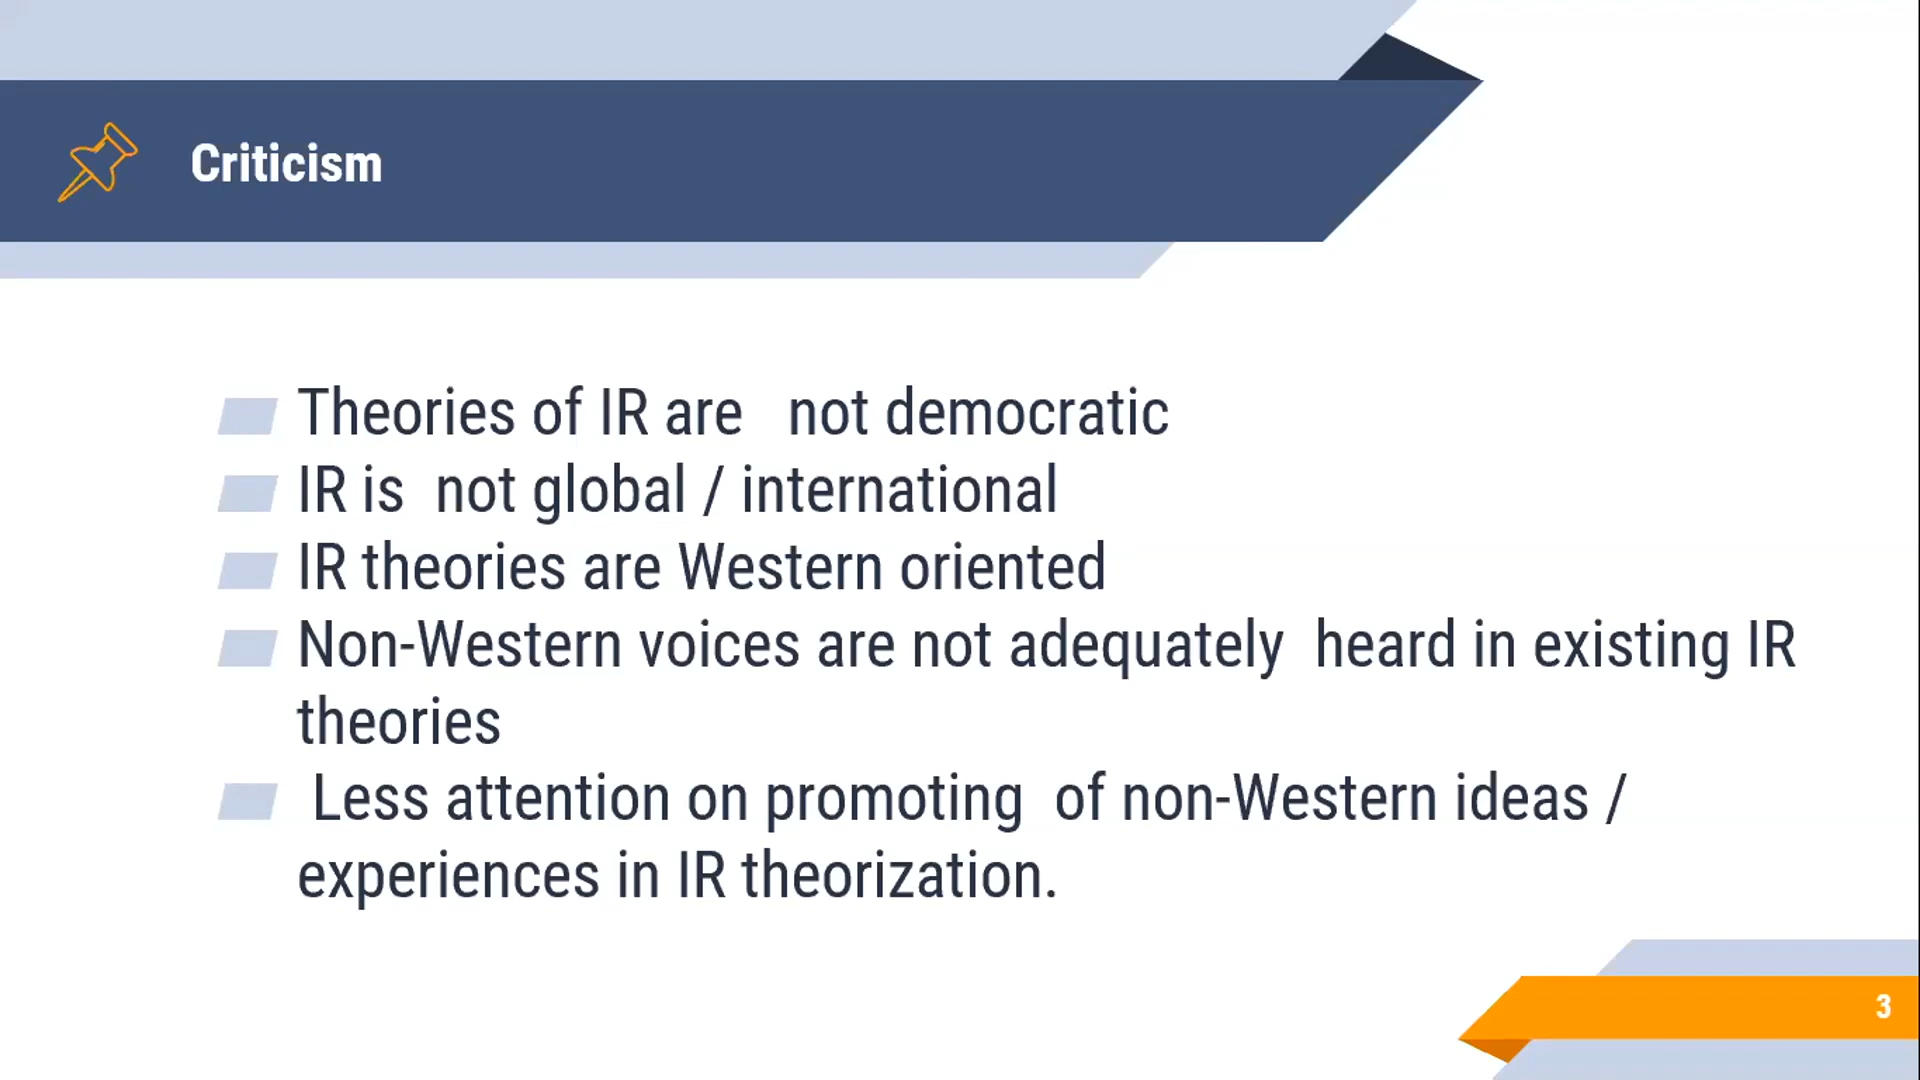 Criticism
Theories of IR are   not democratic
IR is  not global / international
IR theories are Western oriented
Non-Western voices are not adequately  heard in existing IR
theories
Less attention on promoting  of non-Western ideas /
experiences in IR theorization.
3